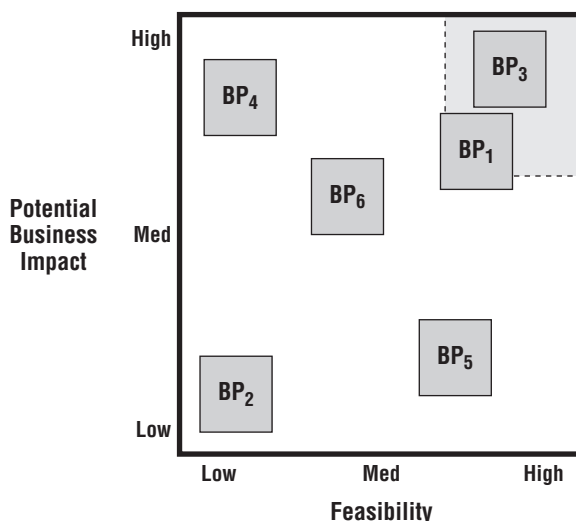 High
BP3
BP4
BP1
Potential
Business
Impact
BP6
Med
BP5
BP2
Low
Low Med High
Feasibility